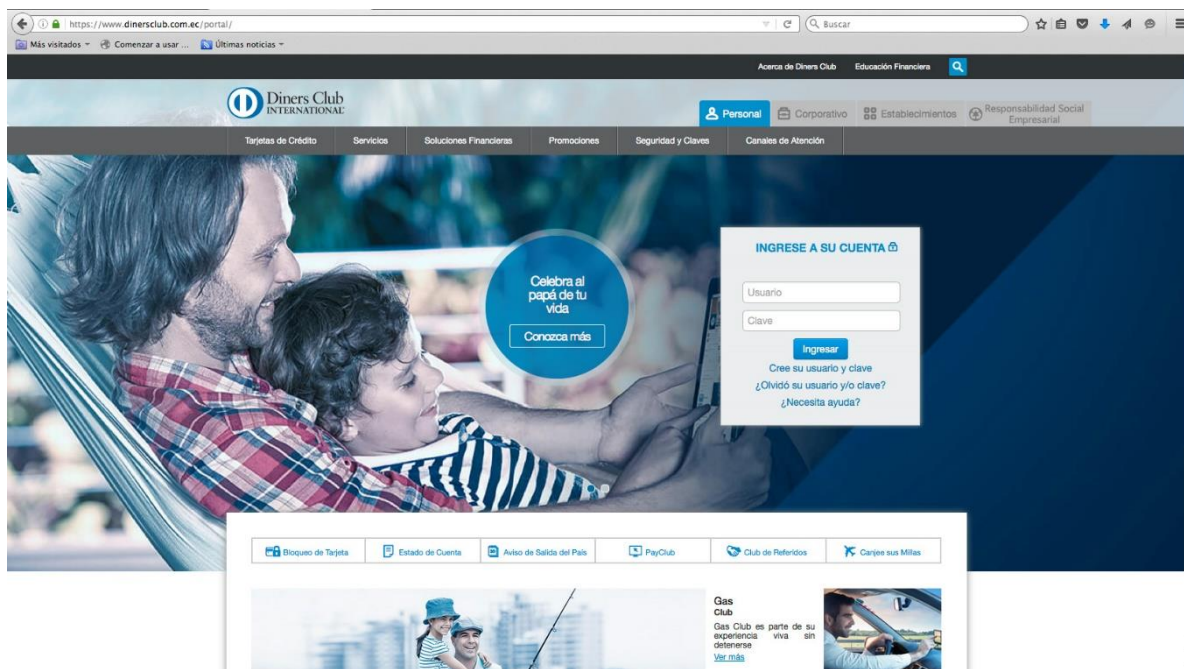 https://www.dinersclub.com.ec/portal/
Buscar
Más visitados
Comenzar a usar ...
Últimas noticias
Acerca de Diners Club
Educación Financiera
Diners Club
INTERNATIONAL
Personal
Corporativo
Establecimientos
Responsabilidad Social
Empresarial
Tarjetas de Crédito
Servicios
Soluciones Financieras
Promociones
Seguridad y Claves
Canales de Atención
Celebra al
papá de tu
vida
Conozca más
INGRESE A SU CUENTA
Usuario
Clave
Ingresar
Cree su usuario y clave
¿Olvidó su usuario y/o clave?
¿Necesita ayuda?
Bloqueo de Tarjeta
Estado de Cuenta
Aviso de Salida del País
PayClub
Club de Referidos
Canjee sus Millas
Gas
Club
Gas Club es parte de su
experiencia viva sin
detenerse
Ver más